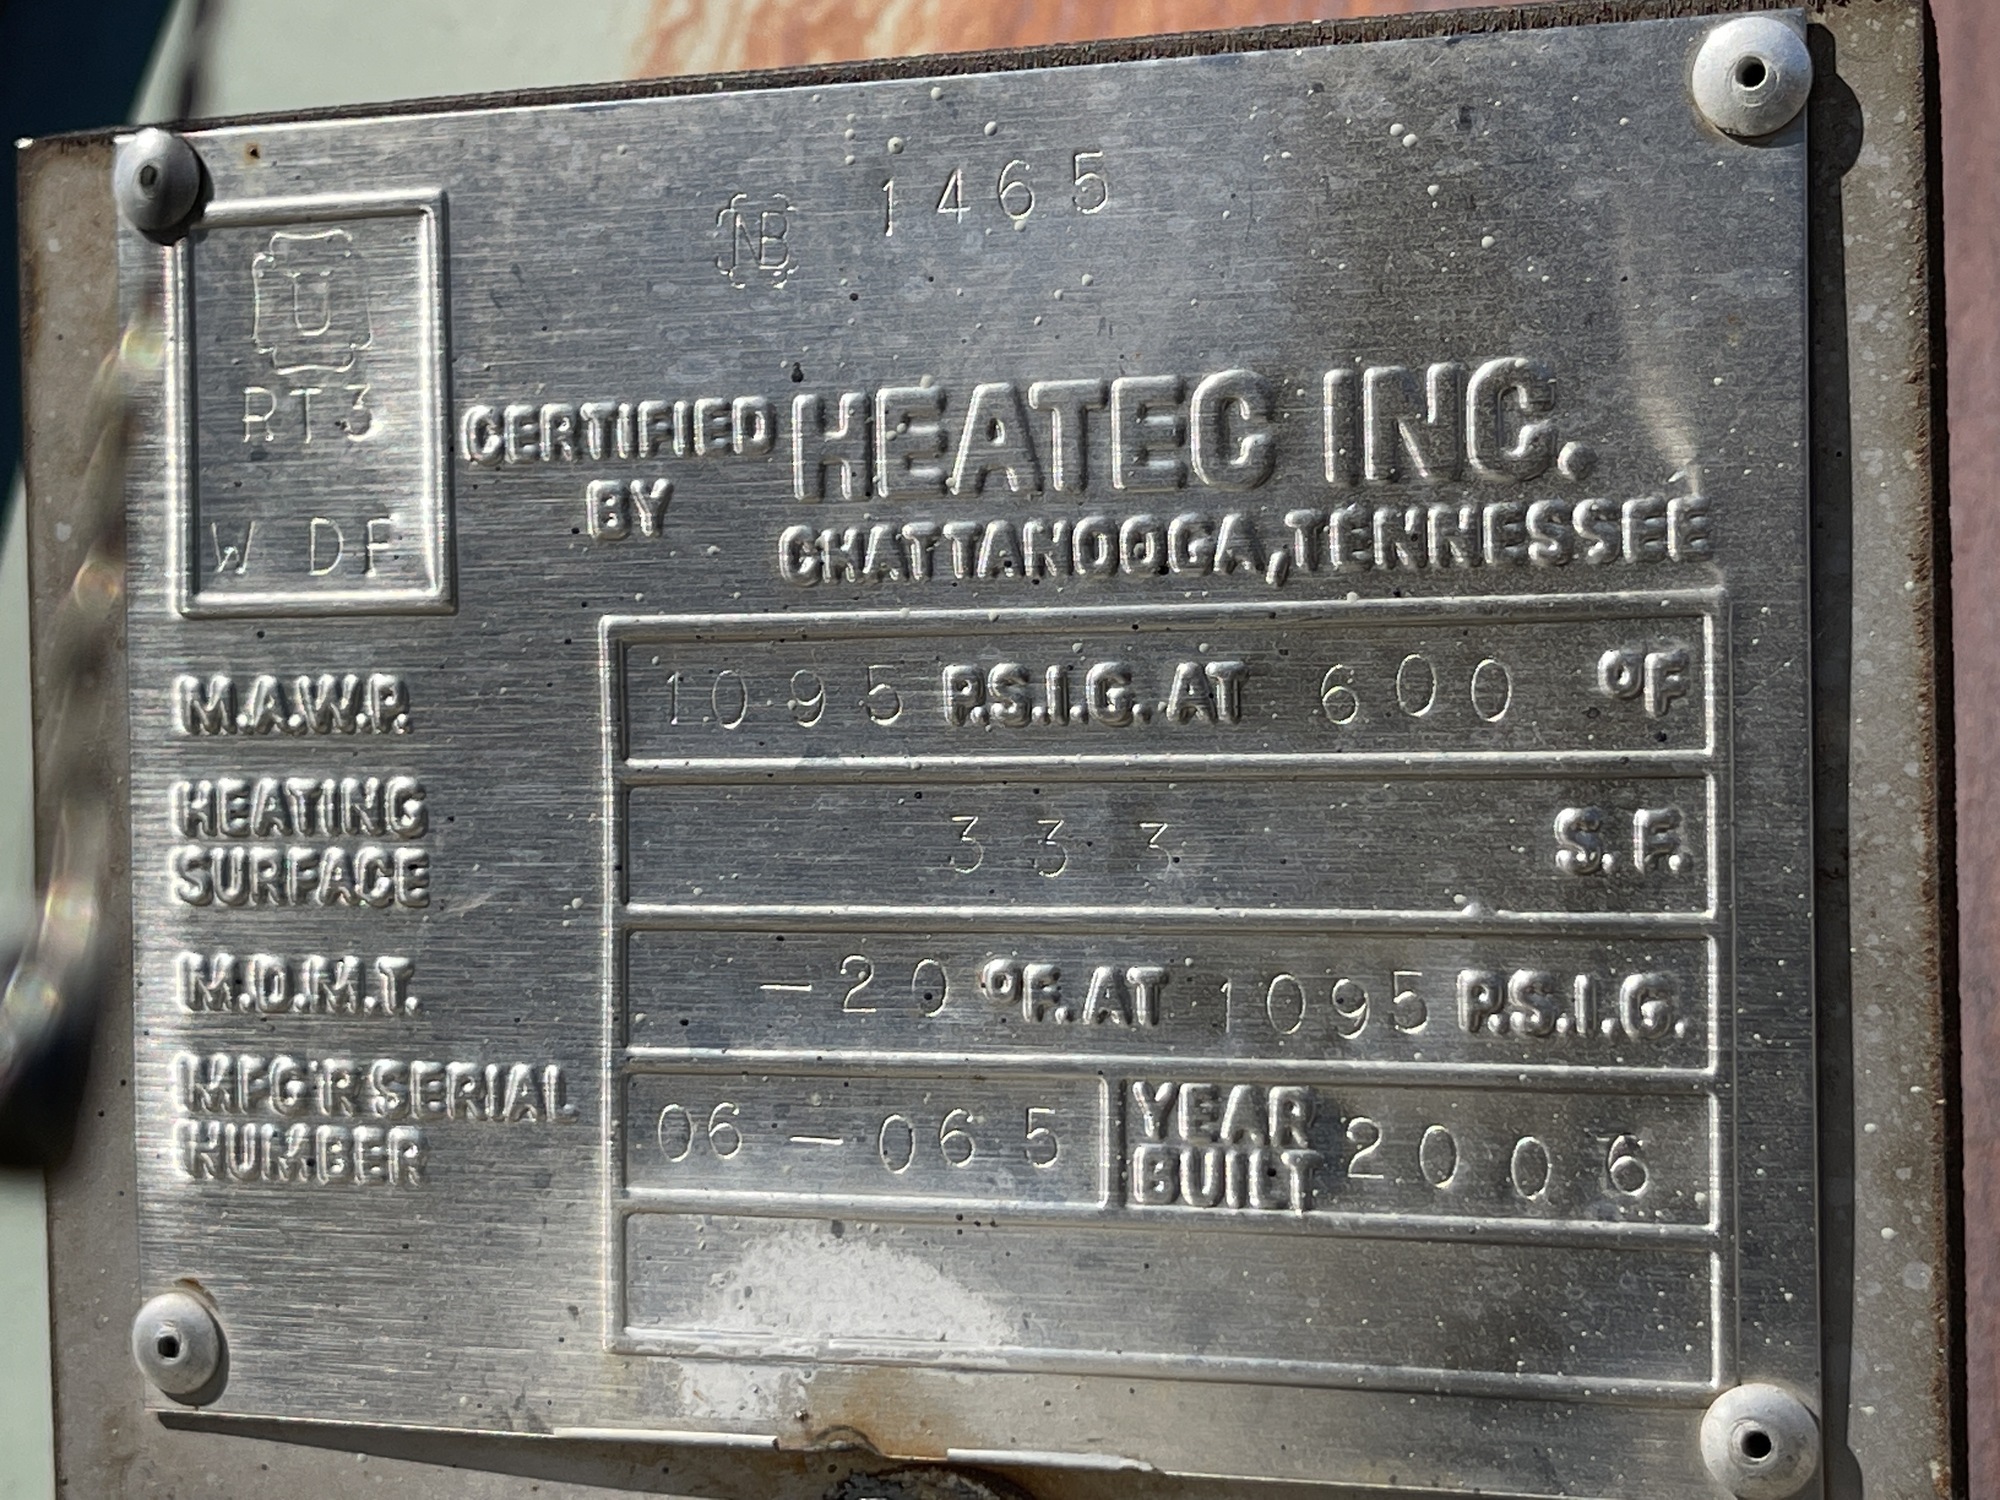 NB 1465
U
RT3
W DF
CERTIFIED BY
HEATEC INC.
CHATTANOOGA, TENNESSEE
M.A.W.P. 1095 P.S.I.G. AT 600 °F
HEATING SURFACE 333 S.F.
M.D.M.T. -20 °F. AT 1095 P.S.I.G.
MFG'R SERIAL NUMBER 06-065 YEAR BUILT 2006